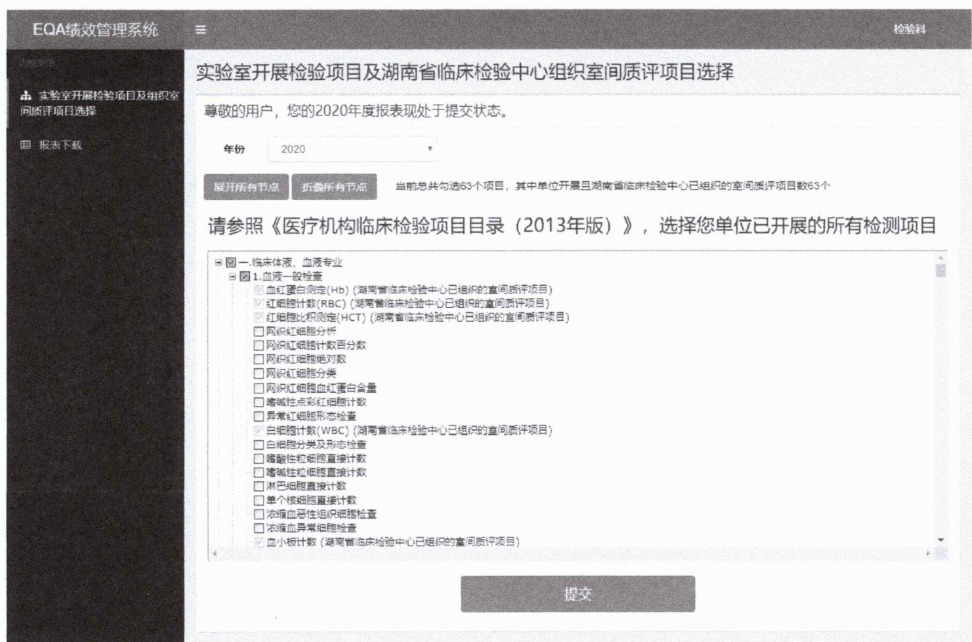 EQA绩效管理系统
检验科
实验室开展检验项目及组织室
间质评项目选择
报表下载
实验室开展检验项目及湖南省临床检验中心组织室间质评项目选择
尊敬的用户，您的2020年度报表现处于提交状态。
年份 2020
展开所有节点 折叠所有节点 当前总共勾选63个项目，其中单位开展且湖南省临床检验中心已组织的室间质评项目数63个
请参照《医疗机构临床检验项目目录（2013年版）》，选择您单位已开展的所有检测项目
一.临床体液、血液专业
1.血液一般检查
血红蛋白测定(Hb) (湖南省临床检验中心已组织的室间质评项目)
红细胞计数(RBC) (湖南省临床检验中心已组织的室间质评项目)
红细胞比积测定(HCT) (湖南省临床检验中心已组织的室间质评项目)
网织红细胞分析
网织红细胞计数百分数
网织红细胞绝对数
网织红细胞分类
网织红细胞血红蛋白含量
嗜碱性点彩红细胞计数
异常红细胞形态检查
白细胞计数(WBC) (湖南省临床检验中心已组织的室间质评项目)
白细胞分类及形态检查
嗜酸性粒细胞直接计数
嗜碱性粒细胞直接计数
淋巴细胞直接计数
单个核细胞直接计数
浓缩血恶性组织细胞检查
浓缩血异常细胞检查
血小板计数 (湖南省临床检验中心已组织的室间质评项目)
提交